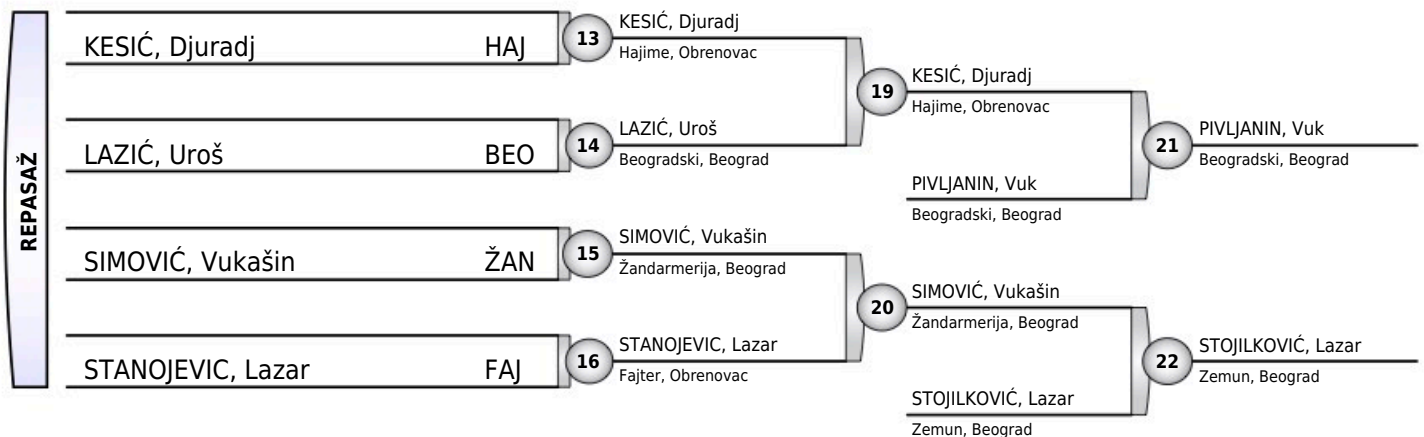 REPASAŽ
KESIĆ, Djuradj HAJ
LAZIĆ, Uroš BEO
SIMOVIĆ, Vukašin ŽAN
STANOJEVIC, Lazar FAJ
13
KESIĆ, Djuradj
Hajime, Obrenovac
14
LAZIĆ, Uroš
Beogradski, Beograd
15
SIMOVIĆ, Vukašin
Žandarmerija, Beograd
16
STANOJEVIC, Lazar
Fajter, Obrenovac
19
KESIĆ, Djuradj
Hajime, Obrenovac
PIVLJANIN, Vuk
Beogradski, Beograd
20
SIMOVIĆ, Vukašin
Žandarmerija, Beograd
STOJILKOVIĆ, Lazar
Zemun, Beograd
21
PIVLJANIN, Vuk
Beogradski, Beograd
22
STOJILKOVIĆ, Lazar
Zemun, Beograd